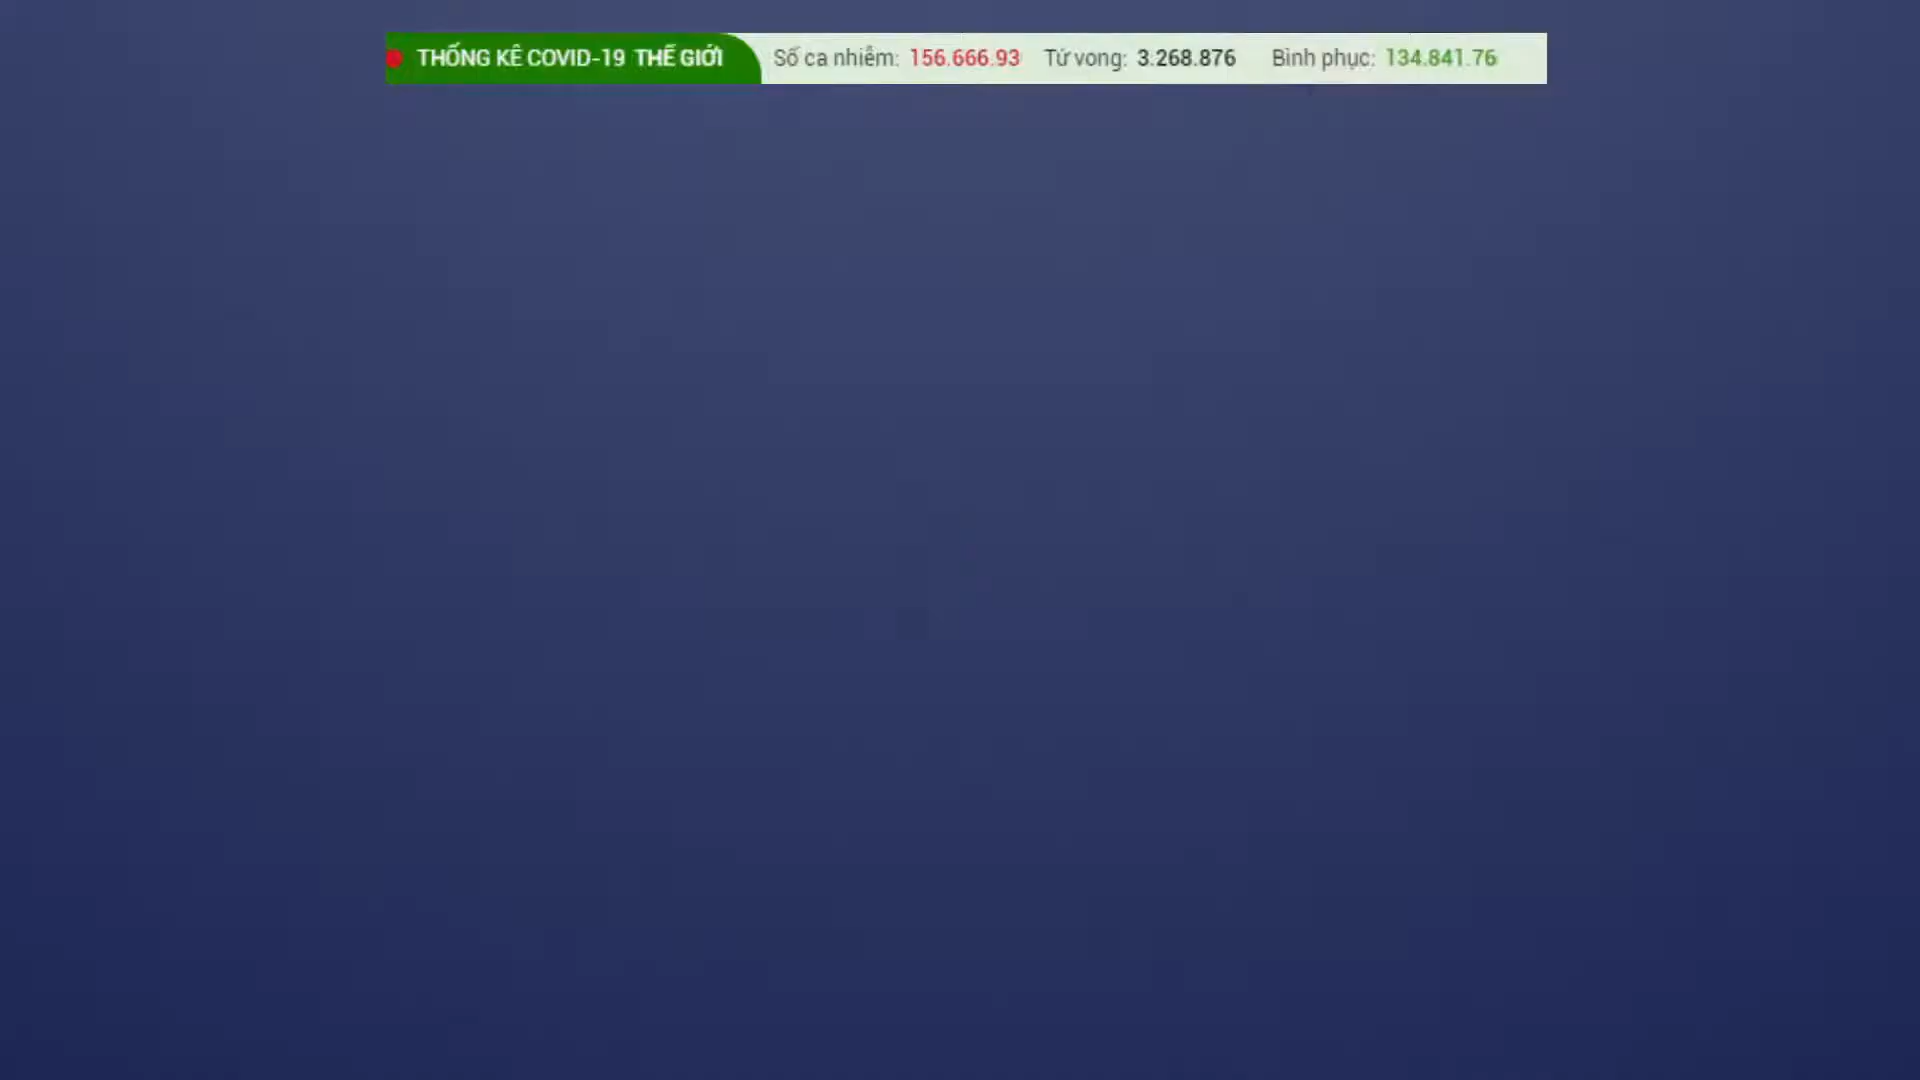 THỐNG KÊ COVID-19 THẾ GIỚI Số ca nhiễm: 156.666.93 Tử vong: 3.268.876 Bình phục: 134.841.76